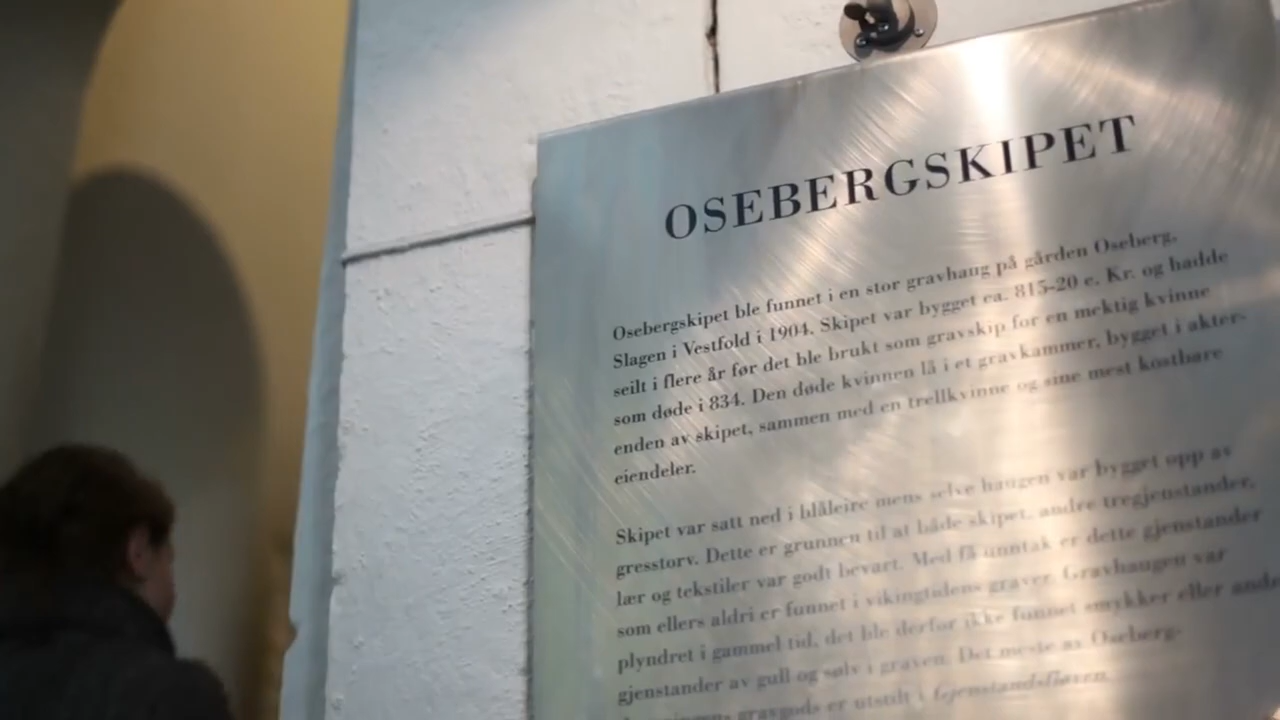 OSEBERGSKIPET
Osebergskipet ble funnet i en stor gravhaug på gården Oseberg,
Slagen i Vestfold i 1904. Skipet var bygget ca. 815-20 e. Kr. og hadde
seilt i flere år før det ble brukt som gravskip for en mektig kvinne
som døde i 834. Den døde kvinnen lå i et gravkammer, bygget i akter-
enden av skipet, sammen med en trellkvinne og sine mest kostbare
eiendeler.
Skipet var satt ned i blåleire mens selve haugen var bygget opp av
gresstorv. Dette er grunnen til at både skipet, andre tregjenstander,
lær og tekstiler var godt bevart. Med få unntak er dette gjenstander
som ellers aldri er funnet i vikingtidens graver. Gravhaugen var
plyndret i gammel tid, det ble derfor ikke funnet smykker eller andre
gjenstander av gull og sølv i graven. Det meste av Oseberg-
gravgods er utstilt i Gjenstandsfløyen.